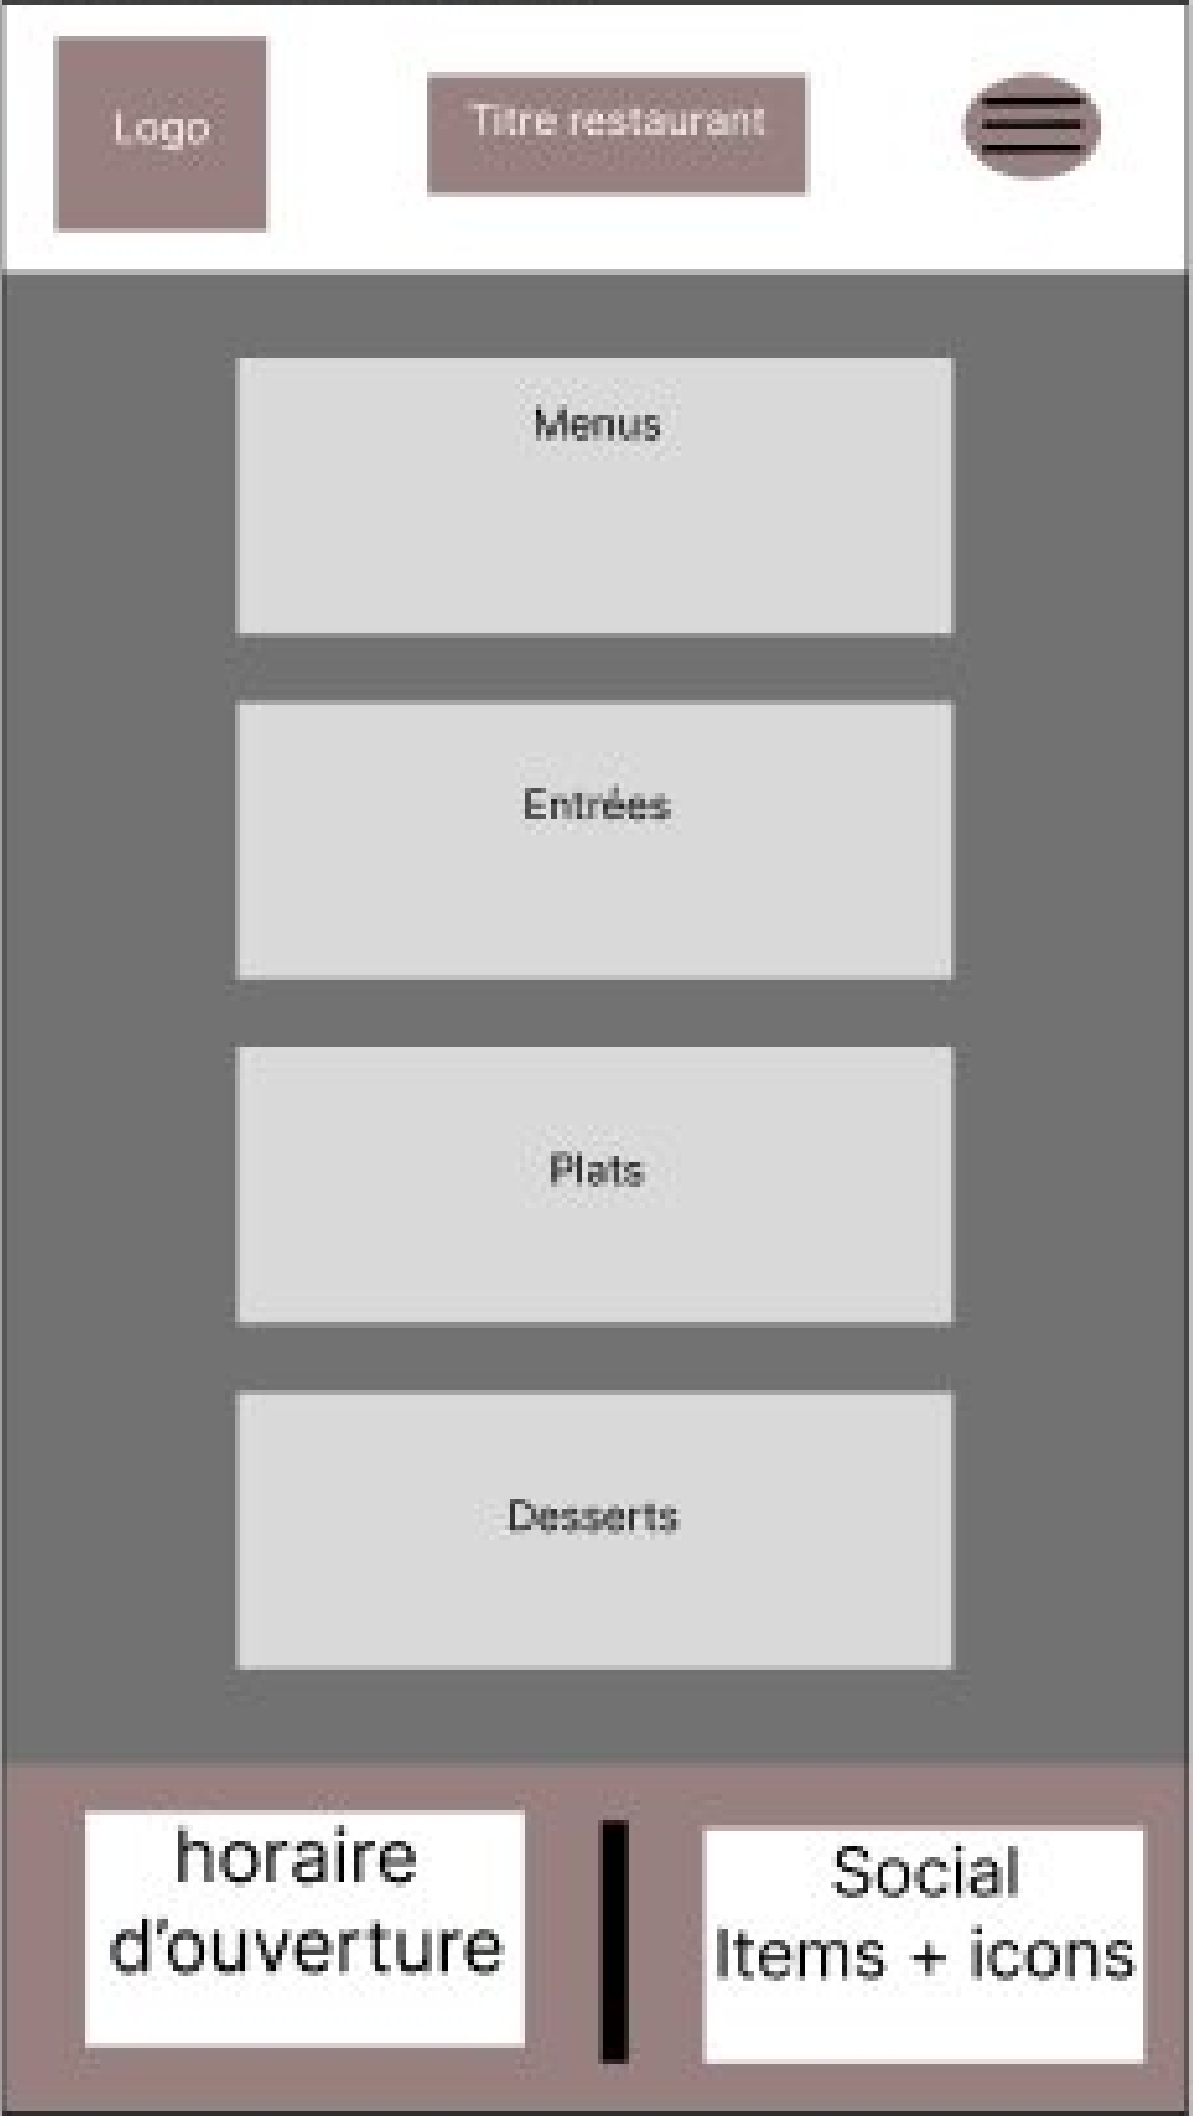 Logo
Titre restaurant
Menus
Entrées
Plats
Desserts
horaire
d'ouverture
Social
Items + icons